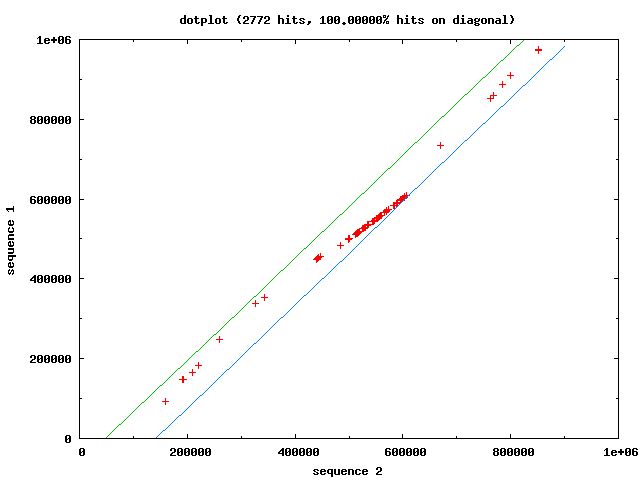 dotplot (2772 hits, 100.00000% hits on diagonal)
1e+06
800000
600000
400000
200000
0
sequence 1
0 200000 400000 600000 800000 1e+06
sequence 2